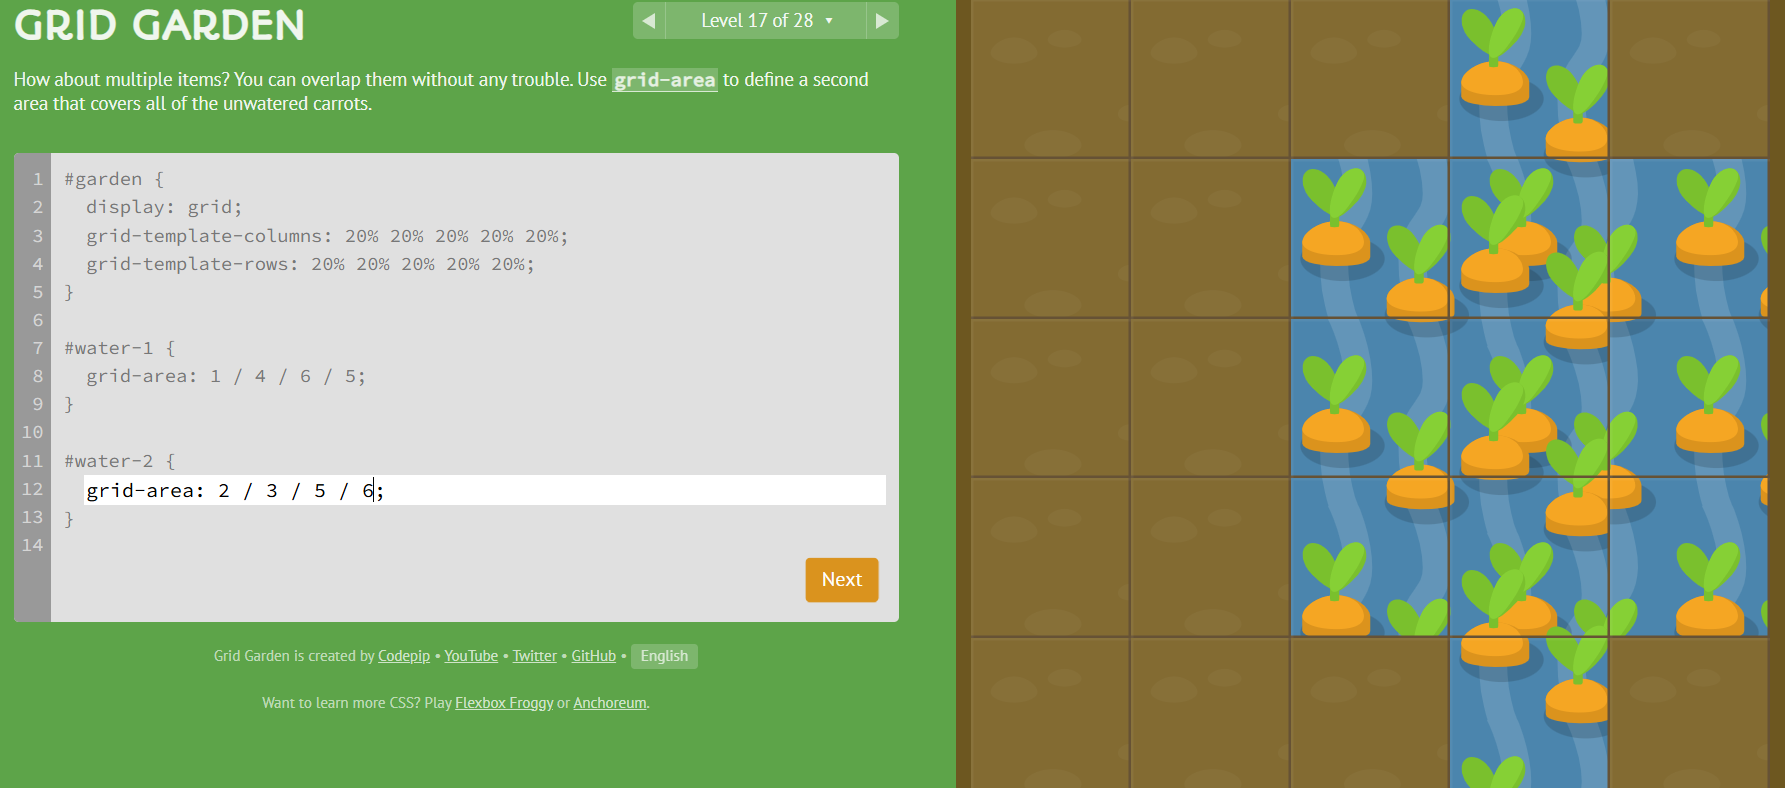 GRID GARDEN
◀ Level 17 of 28 ▼ ▶
How about multiple items? You can overlap them without any trouble. Use grid-area to define a second
area that covers all of the unwatered carrots.
1 #garden {
2 display: grid;
3 grid-template-columns: 20% 20% 20% 20% 20%;
4 grid-template-rows: 20% 20% 20% 20% 20%;
5 }
6
7 #water-1 {
8 grid-area: 1 / 4 / 6 / 5;
9 }
10
11 #water-2 {
12 grid-area: 2 / 3 / 5 / 6;
13 }
14
Next
Grid Garden is created by Codepip • YouTube • Twitter • GitHub • English
Want to learn more CSS? Play Flexbox Froggy or Anchoreum.